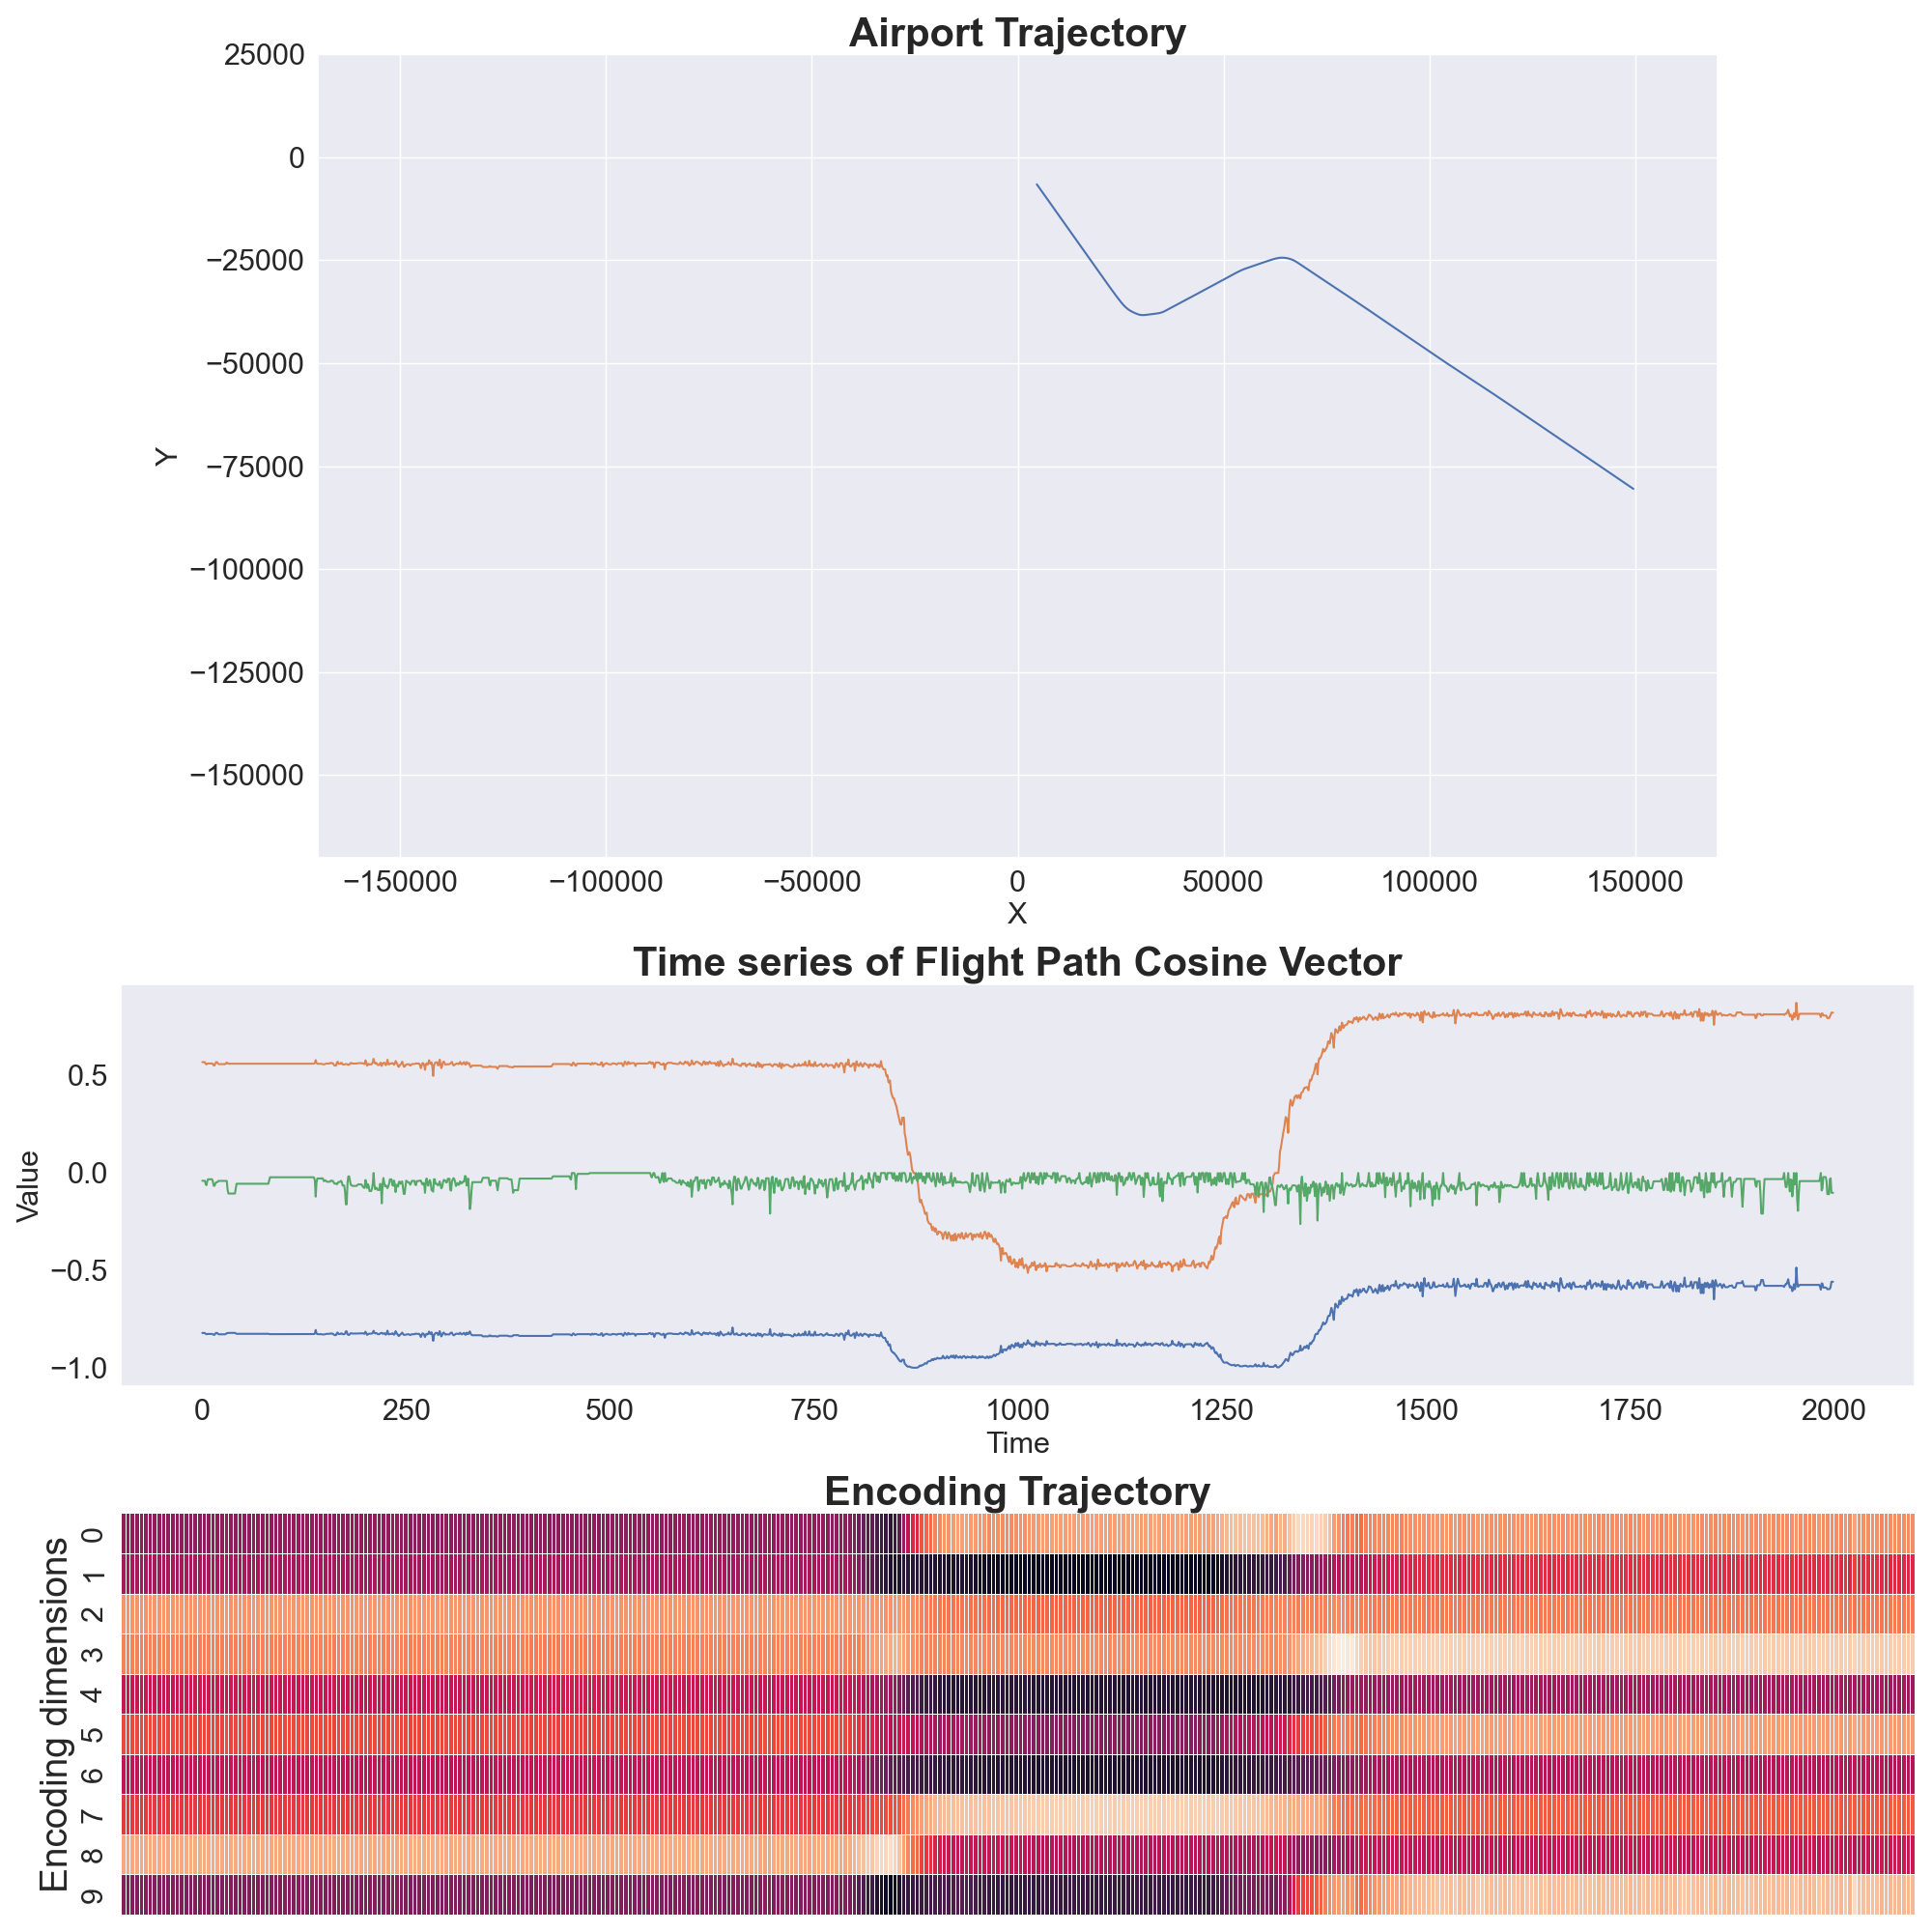 Airport Trajectory
25000
0
−25000
−50000
−75000
−100000
−125000
−150000
Y
−150000 −100000 −50000 0 50000 100000 150000
X
Time series of Flight Path Cosine Vector
0.5
0.0
−0.5
−1.0
Value
0 250 500 750 1000 1250 1500 1750 2000
Time
Encoding Trajectory
0
1
2
3
4
5
6
7
8
9
Encoding dimensions